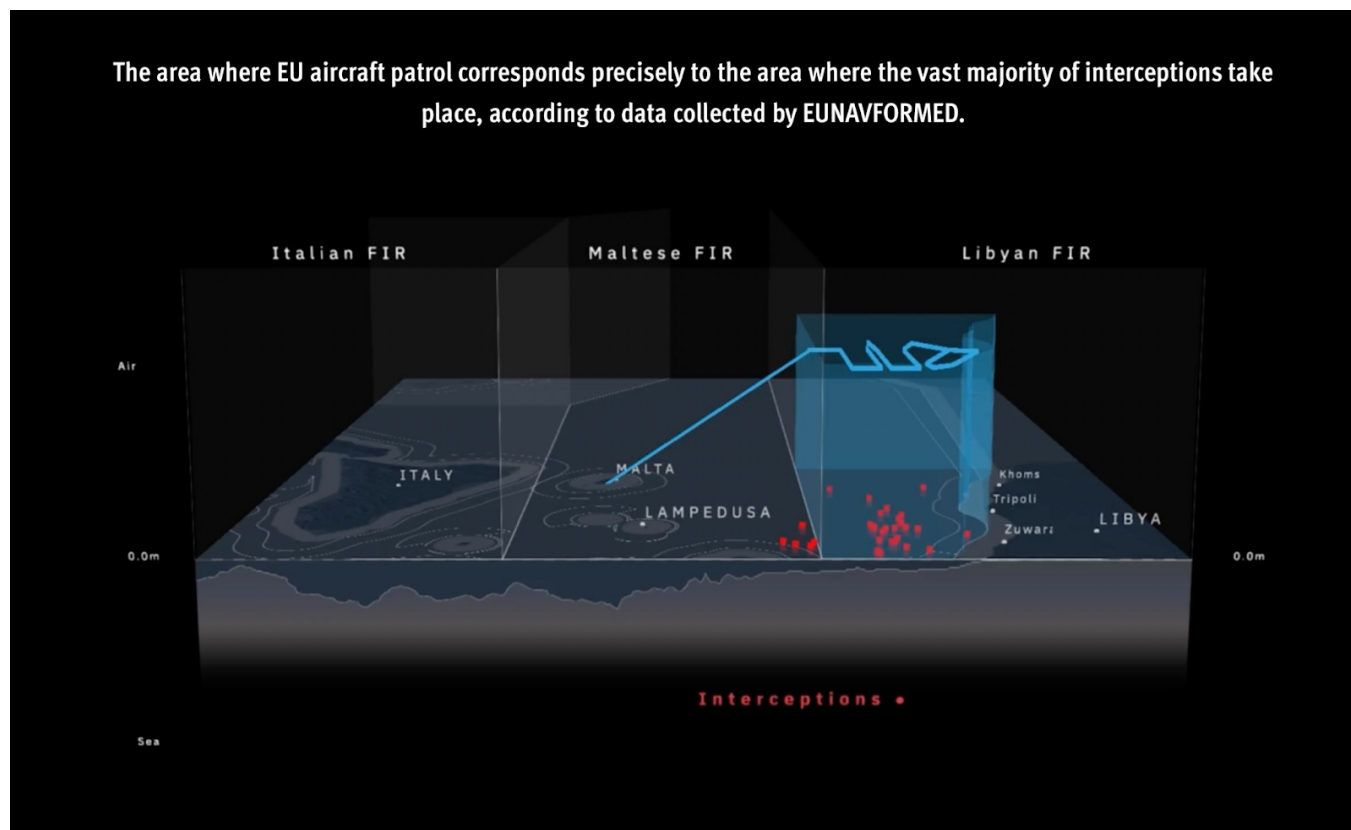 The area where EU aircraft patrol corresponds precisely to the area where the vast majority of interceptions take
place, according to data collected by EUNAVFORMED.
Italian FIR
Maltese FIR
Libyan FIR
Air
ITALY
MALTA
Khoms
Tripoli
LAMPEDUSA
LIBYA
Zuwara
0.0m
0.0m
Interceptions
Sea